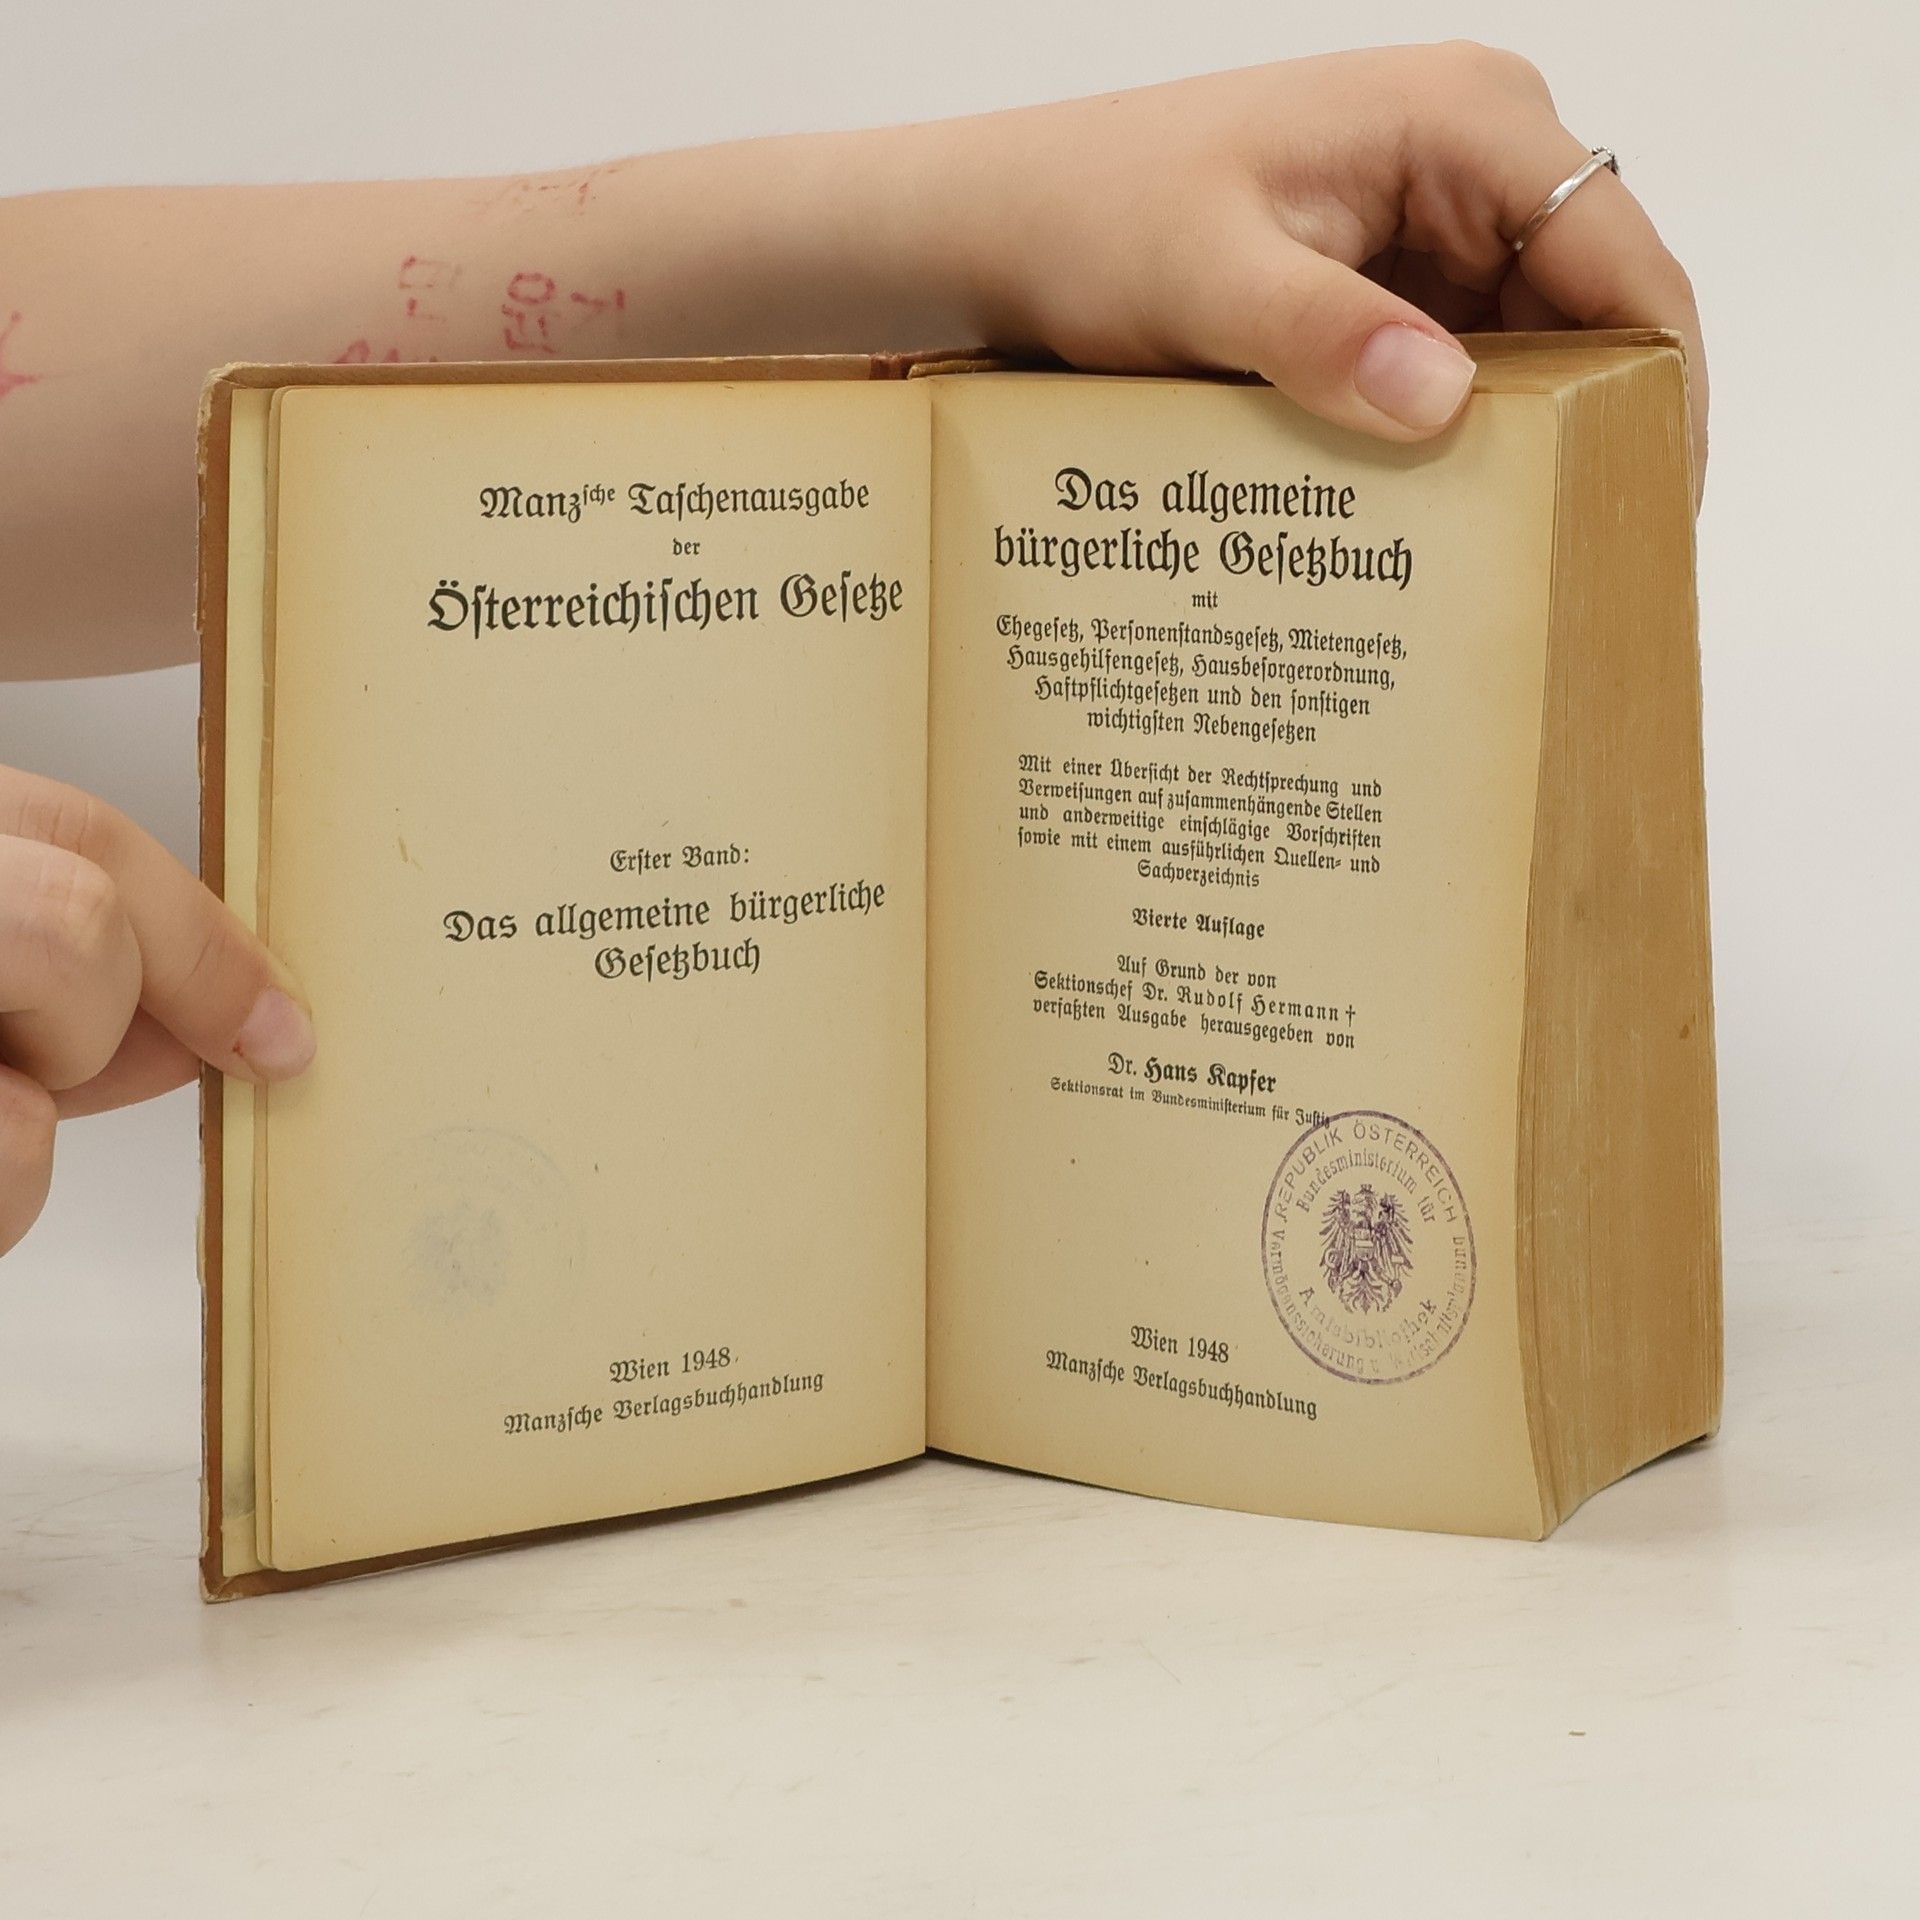 Manzsche Taschenausgabe
der
Österreichischen Gesetze
Erster Band:
Das allgemeine bürgerliche
Gesetzbuch
Wien 1948
Manzsche Verlagsbuchhandlung
Das allgemeine
bürgerliche Gesetzbuch
mit
Ehegesetz, Personenstandsgesetz, Mietengesetz,
Hausgehilfengesetz, Hausbesorgerordnung,
Haftpflichtgesetzen und den sonstigen
wichtigsten Nebengesetzen
Mit einer Übersicht der Rechtsprechung und
Verweisungen auf zusammenhängende Stellen
und anderweitige einschlägige Vorschriften
sowie mit einem ausführlichen Quellen- und
Sachverzeichnis
Vierte Auflage
Auf Grund der von
Sektionschef Dr. Rudolf Hermann †
verfaßten Ausgabe herausgegeben von
Dr. Hans Kapfer
Sektionsrat im Bundesministerium für Justiz
REPUBLIK ÖSTERREICH
Bundesministerium für
Vermögenssicherung u. Wirtschaftsplanung
Amtsbibliothek
Wien 1948
Manzsche Verlagsbuchhandlung